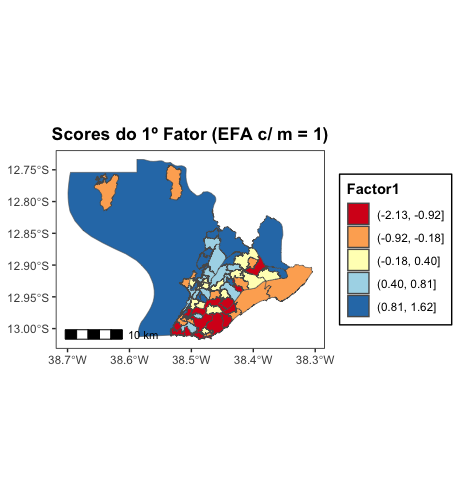 Scores do 1º Fator (EFA c/ m = 1)
12.75°S
12.80°S
12.85°S
12.90°S
12.95°S
13.00°S
10 km
38.7°W 38.6°W 38.5°W 38.4°W 38.3°W
Factor1
(-2.13, -0.92]
(-0.92, -0.18]
(-0.18, 0.40]
(0.40, 0.81]
(0.81, 1.62]